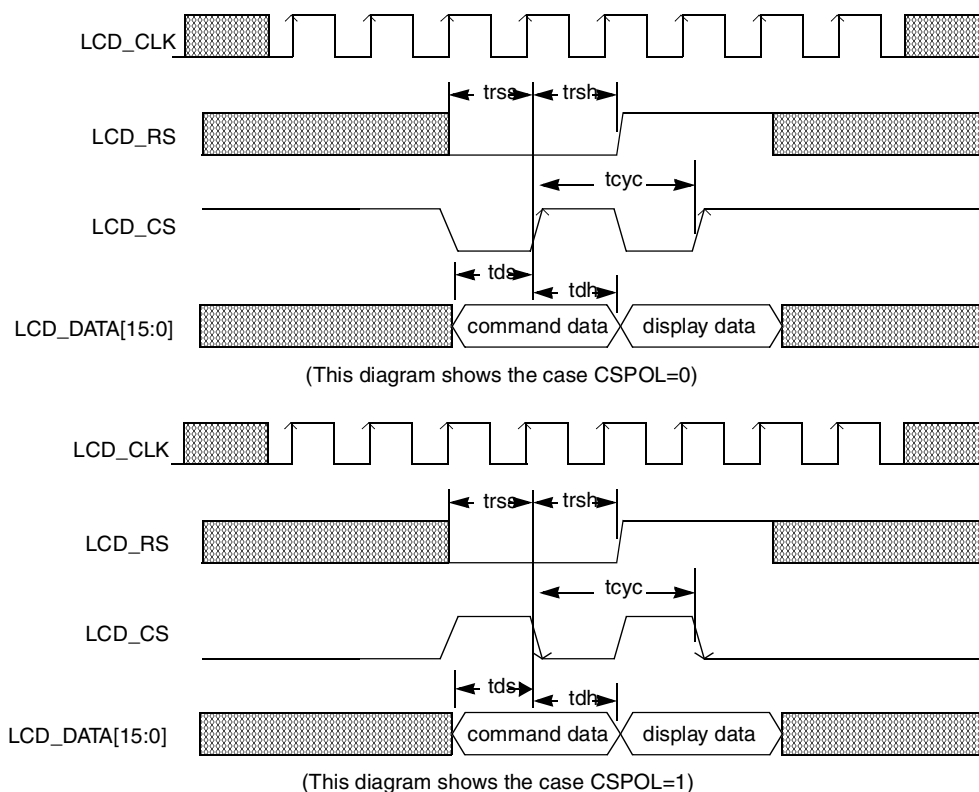 LCD_CLK
trss trsh
LCD_RS
tcyc
LCD_CS
tds
tdh
LCD_DATA[15:0] command data display data
(This diagram shows the case CSPOL=0)
LCD_CLK
trss trsh
LCD_RS
tcyc
LCD_CS
tds
tdh
LCD_DATA[15:0] command data display data
(This diagram shows the case CSPOL=1)